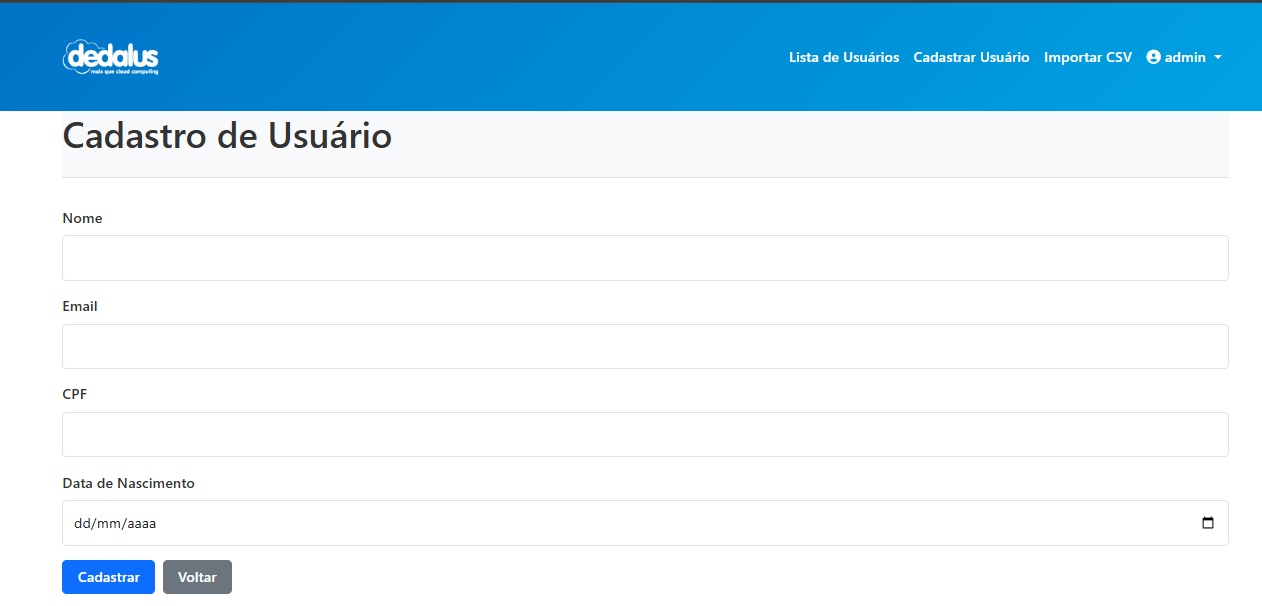 dedalus
mais que cloud computing
Lista de Usuários Cadastrar Usuário Importar CSV admin
Cadastro de Usuário
Nome
Email
CPF
Data de Nascimento
dd/mm/aaaa
Cadastrar Voltar